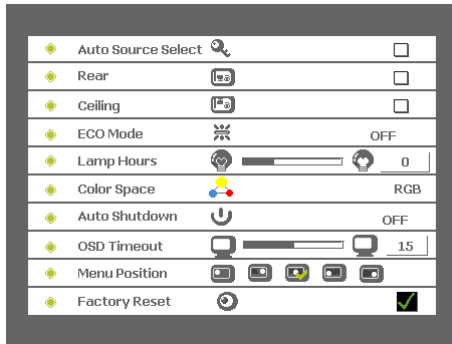 Auto Source Select
Rear
Ceiling
ECO Mode OFF
Lamp Hours 0
Color Space RGB
Auto Shutdown OFF
OSD Timeout 15
Menu Position
Factory Reset